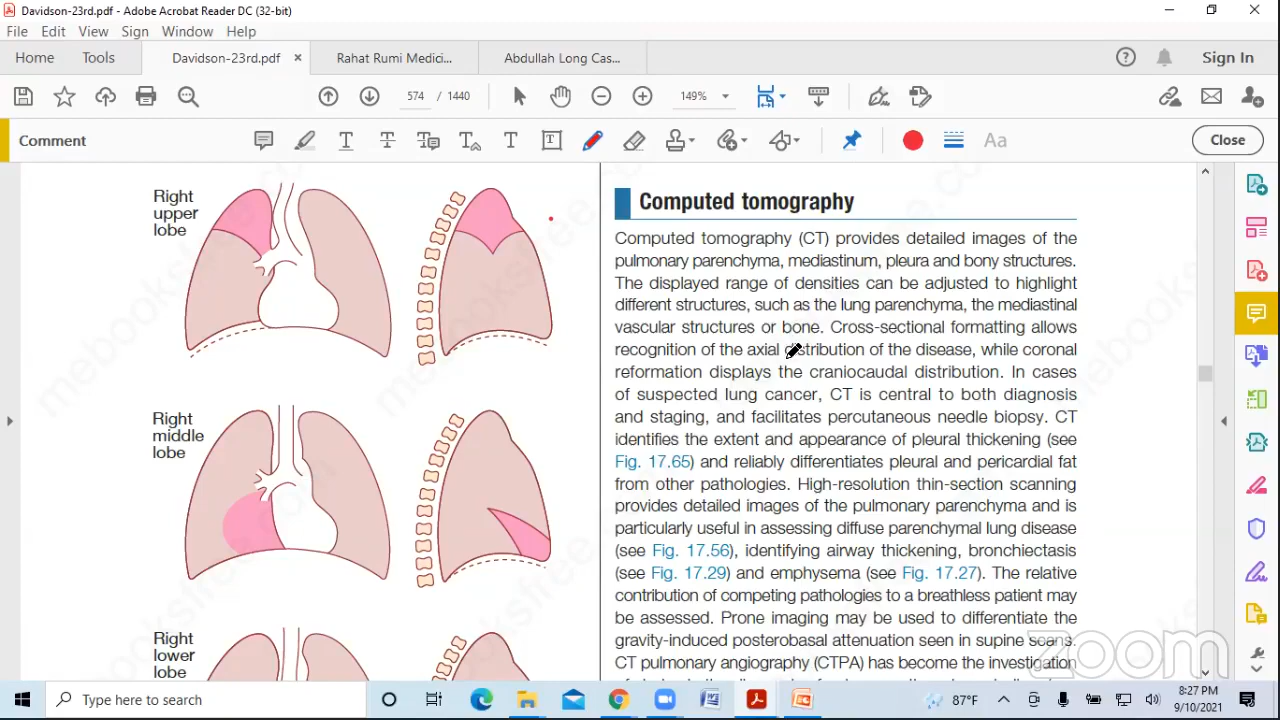 Davidson-23rd.pdf - Adobe Acrobat Reader DC (32-bit)
File Edit View Sign Window Help
Home Tools Davidson-23rd.pdf × Rahat Rumi Medici... Abdullah Long Cas... Sign In
574 / 1440 149%
Comment Aa Close
Right
upper
lobe
Right
middle
lobe
Right
lower
lobe
Computed tomography
Computed tomography (CT) provides detailed images of the
pulmonary parenchyma, mediastinum, pleura and bony structures.
The displayed range of densities can be adjusted to highlight
different structures, such as the lung parenchyma, the mediastinal
vascular structures or bone. Cross-sectional formatting allows
recognition of the axial distribution of the disease, while coronal
reformation displays the craniocaudal distribution. In cases
of suspected lung cancer, CT is central to both diagnosis
and staging, and facilitates percutaneous needle biopsy. CT
identifies the extent and appearance of pleural thickening (see
Fig. 17.65) and reliably differentiates pleural and pericardial fat
from other pathologies. High-resolution thin-section scanning
provides detailed images of the pulmonary parenchyma and is
particularly useful in assessing diffuse parenchymal lung disease
(see Fig. 17.56), identifying airway thickening, bronchiectasis
(see Fig. 17.29) and emphysema (see Fig. 17.27). The relative
contribution of competing pathologies to a breathless patient may
be assessed. Prone imaging may be used to differentiate the
gravity-induced posterobasal attenuation seen in supine scans.
CT pulmonary angiography (CTPA) has become the investigation
zoom
Type here to search
87°F
8:27 PM
9/10/2021